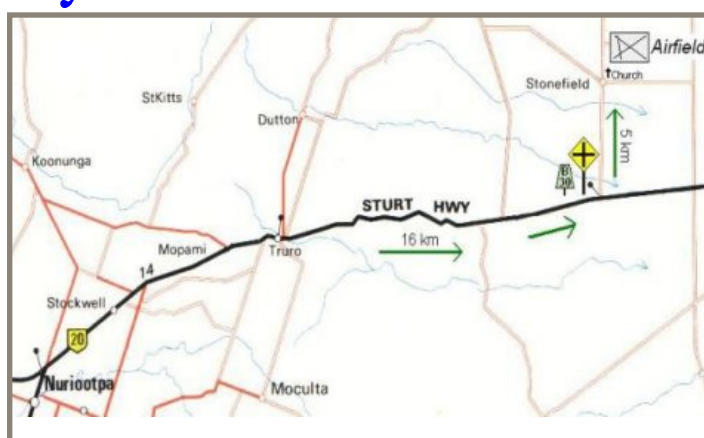 Airfield
Church
Stonefield
StKitts
Dutton
5 km
Koonunga
B
30
STURT HWY
16 km
Mopami
Truro
14
Stockwell
20
Nuriootpa
Moculta